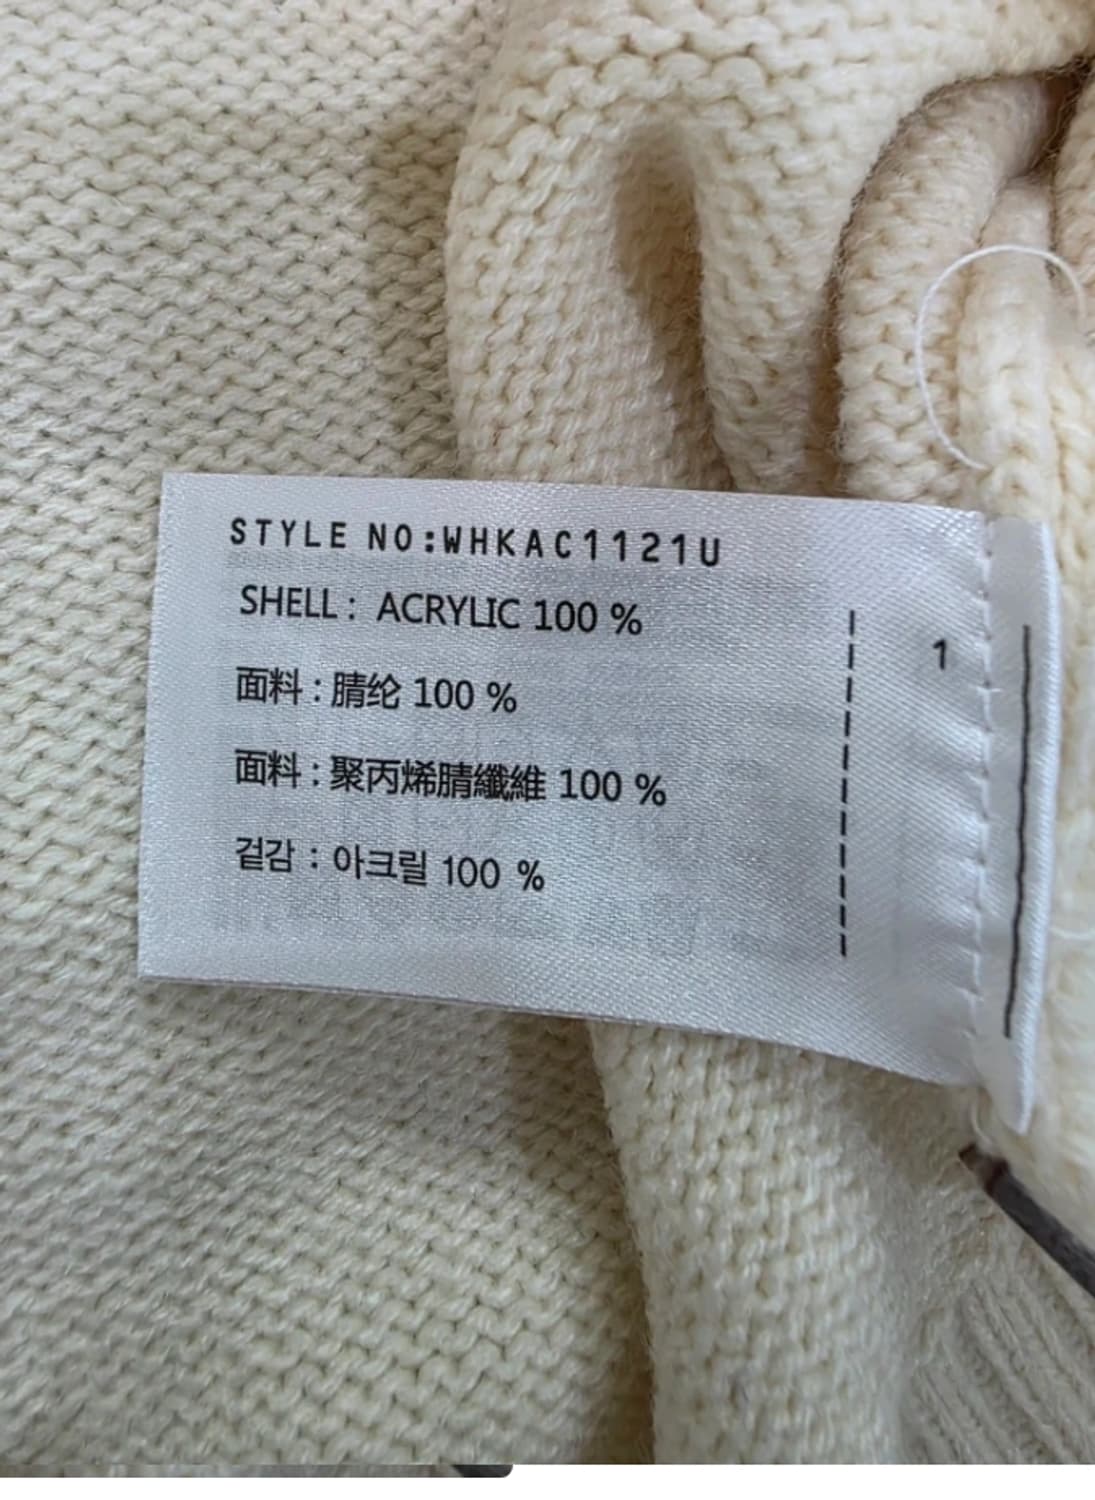 STYLE NO:WHKAC1121U
SHELL : ACRYLIC 100 %
面料 : 腈纶 100 %
面料 : 聚丙烯腈纖維 100 %
겉감 : 아크릴 100 %
1